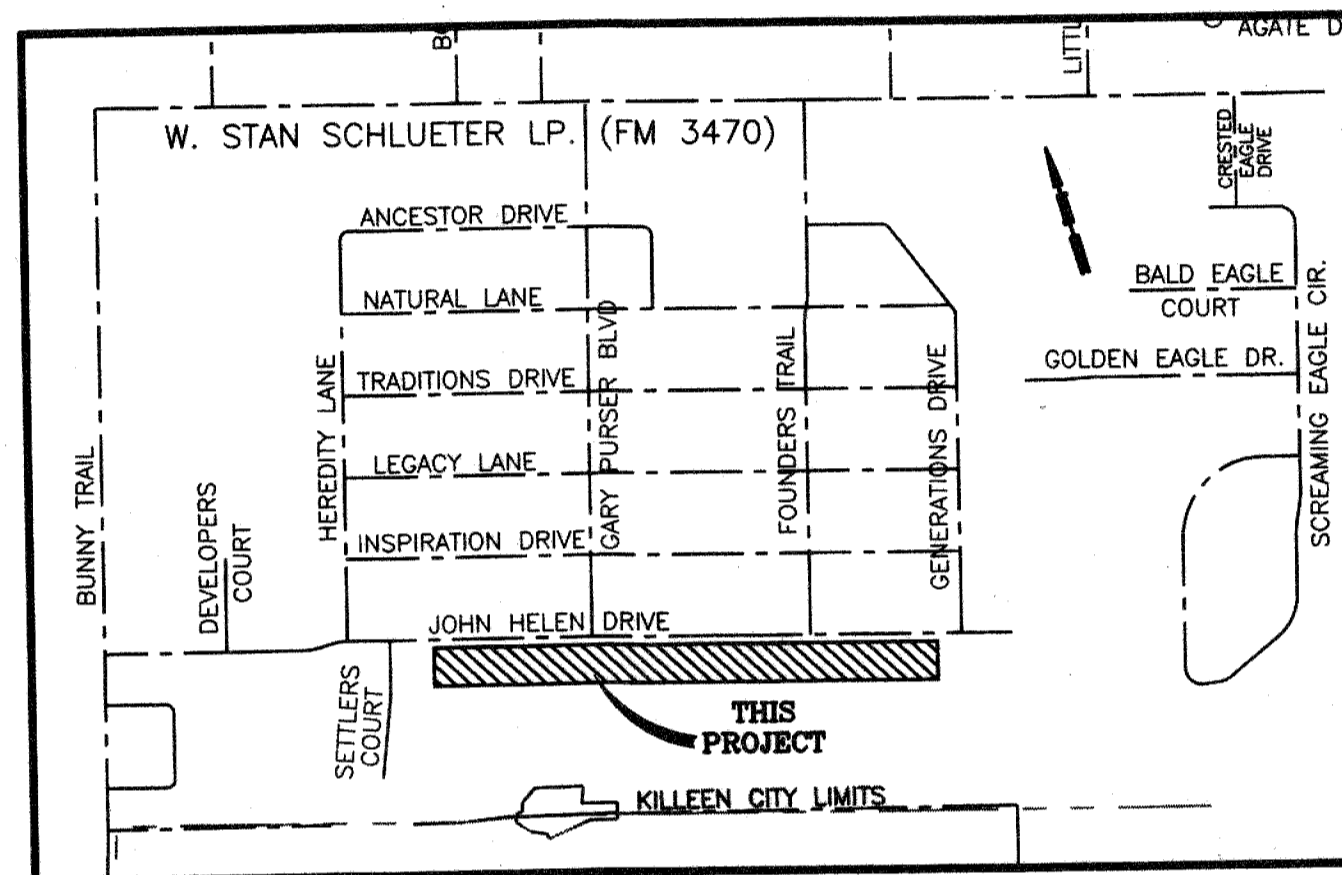 AGATE
W. STAN SCHLUETER LP. (FM 3470)
CRESTED
EAGLE
DRIVE
ANCESTOR DRIVE
BALD EAGLE
COURT
NATURAL LANE
GOLDEN EAGLE DR.
TRADITIONS DRIVE
LEGACY LANE
INSPIRATION DRIVE
JOHN HELEN DRIVE
BUNNY TRAIL
DEVELOPERS
COURT
HEREDITY LANE
GARY PURSER BLVD
FOUNDERS TRAIL
GENERATIONS DRIVE
SCREAMING EAGLE CIR.
SETTLERS
COURT
THIS
PROJECT
KILLEEN CITY LIMITS